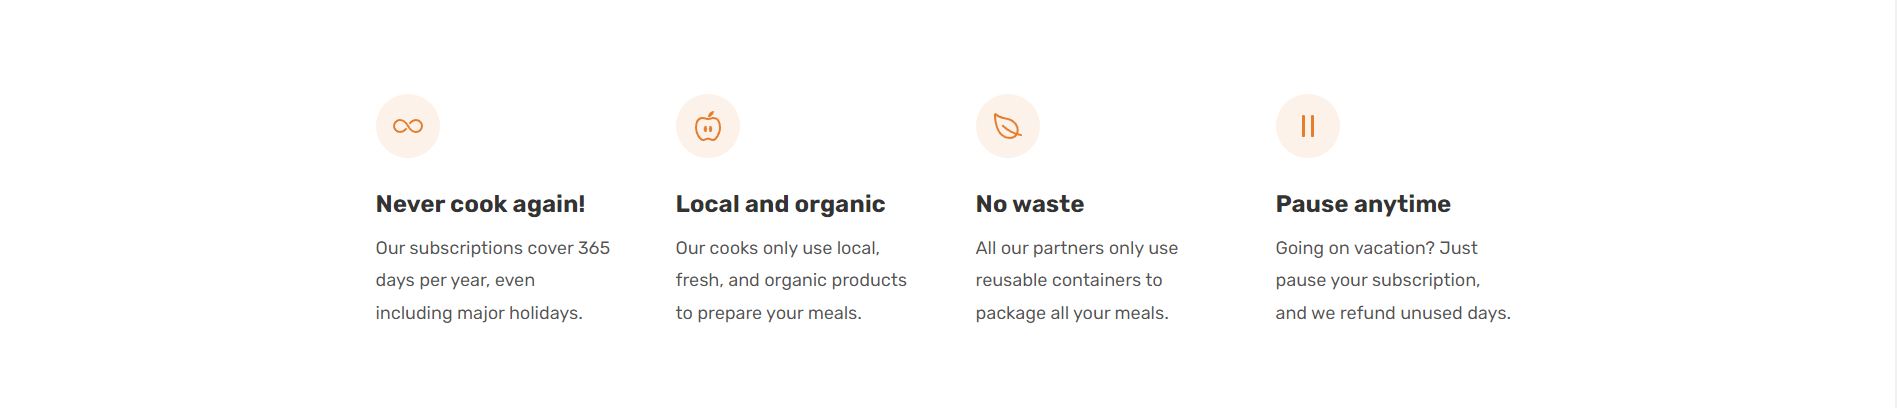 Never cook again!
Our subscriptions cover 365
days per year, even
including major holidays.
Local and organic
Our cooks only use local,
fresh, and organic products
to prepare your meals.
No waste
All our partners only use
reusable containers to
package all your meals.
Pause anytime
Going on vacation? Just
pause your subscription,
and we refund unused days.